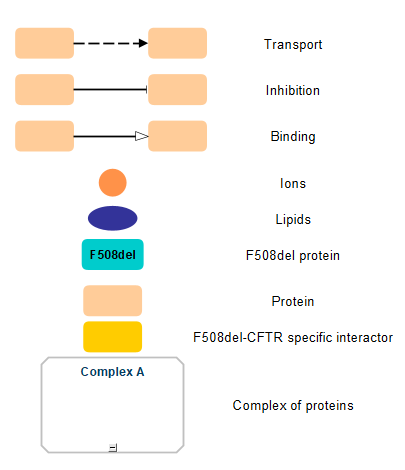 Transport
Inhibition
Binding
Ions
Lipids
F508del
F508del protein
Protein
F508del-CFTR specific interactor
Complex A
Complex of proteins